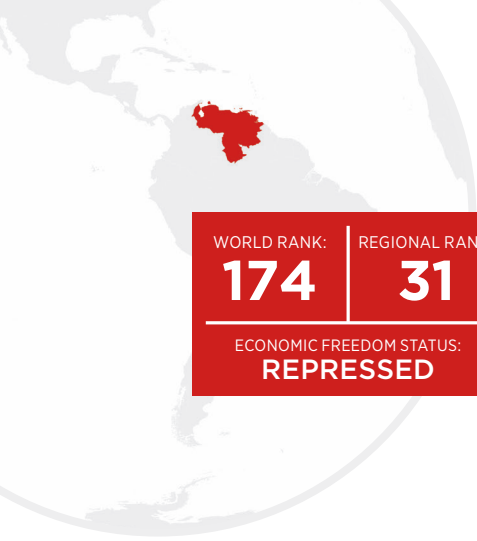 WORLD RANK:
174
REGIONAL RAN
31
ECONOMIC FREEDOM STATUS:
REPRESSED